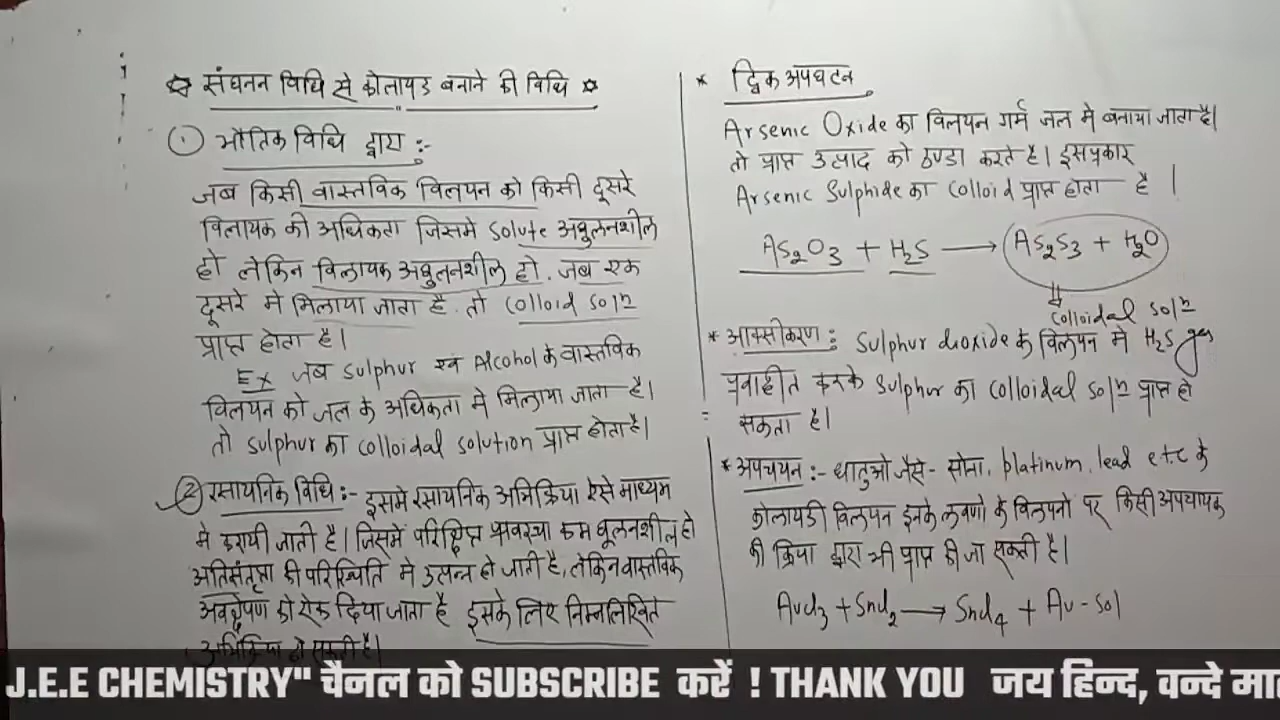 ☆ संघनन विधि से कोलायड बनाने की विधि ☆
① भौतिक विधि द्वारा :-
जब किसी वास्तविक विलयन को किसी दूसरे
विलायक की अधिकता जिसमे Solute अघुलनशील
हो लेकिन विलायक अघुलनशील हो. जब एक
दूसरे मे मिलाया जाता है. तो Colloid Solⁿ
प्राप्त होता है।
Ex जब Sulphur एवं Alcohol के वास्तविक
विलयन को जल के अधिकता मे मिलाया जाता है।
तो Sulphur का Colloidal Solution प्राप्त होता है।
② रसायनिक विधि :- इसमे रसायनिक अभिक्रिया ऐसे माध्यम
मे करायी जाती है। जिसमे परिक्षिप्त प्रावस्था कम घूलनशील हो
अतिसंतृप्ता की परिस्थिति मे उत्पन्न हो जाती है, लेकिन वास्तविक
अवक्षेपण को रोक दिया जाता है इसके लिए निम्नलिखित
अभिक्रिया हो सकती है।
* द्विक अपघटन
Arsenic Oxide का विलयन गर्म जल मे बनाया जाता है।
तो प्राप्त उत्पाद को ठण्डा करते है। इसप्रकार
Arsenic Sulphide का Colloid प्राप्त होता है।
As₂O₃ + H₂S ⟶ As₂S₃ + H₂O
⇓
Colloidal Solⁿ
* आक्सीकरण : Sulphur dioxide के विलयन मे H₂S gas
प्रवाहीत करके Sulphur का Colloidal Solⁿ प्राप्त हो
सकता है।
* अपचयन :- धातुओ जैसे - सोना, platinum, lead etc के
कोलायडी विलयन इनके लवणो के विलयनो पर किसी अपचायक
की क्रिया द्वारा भी प्राप्त की जा सकती है।
AuCl₃ + SnCl₂ ⟶ SnCl₄ + Au-Sol
J.E.E CHEMISTRY" चैनल को SUBSCRIBE करें ! THANK YOU जय हिन्द, वन्दे मा